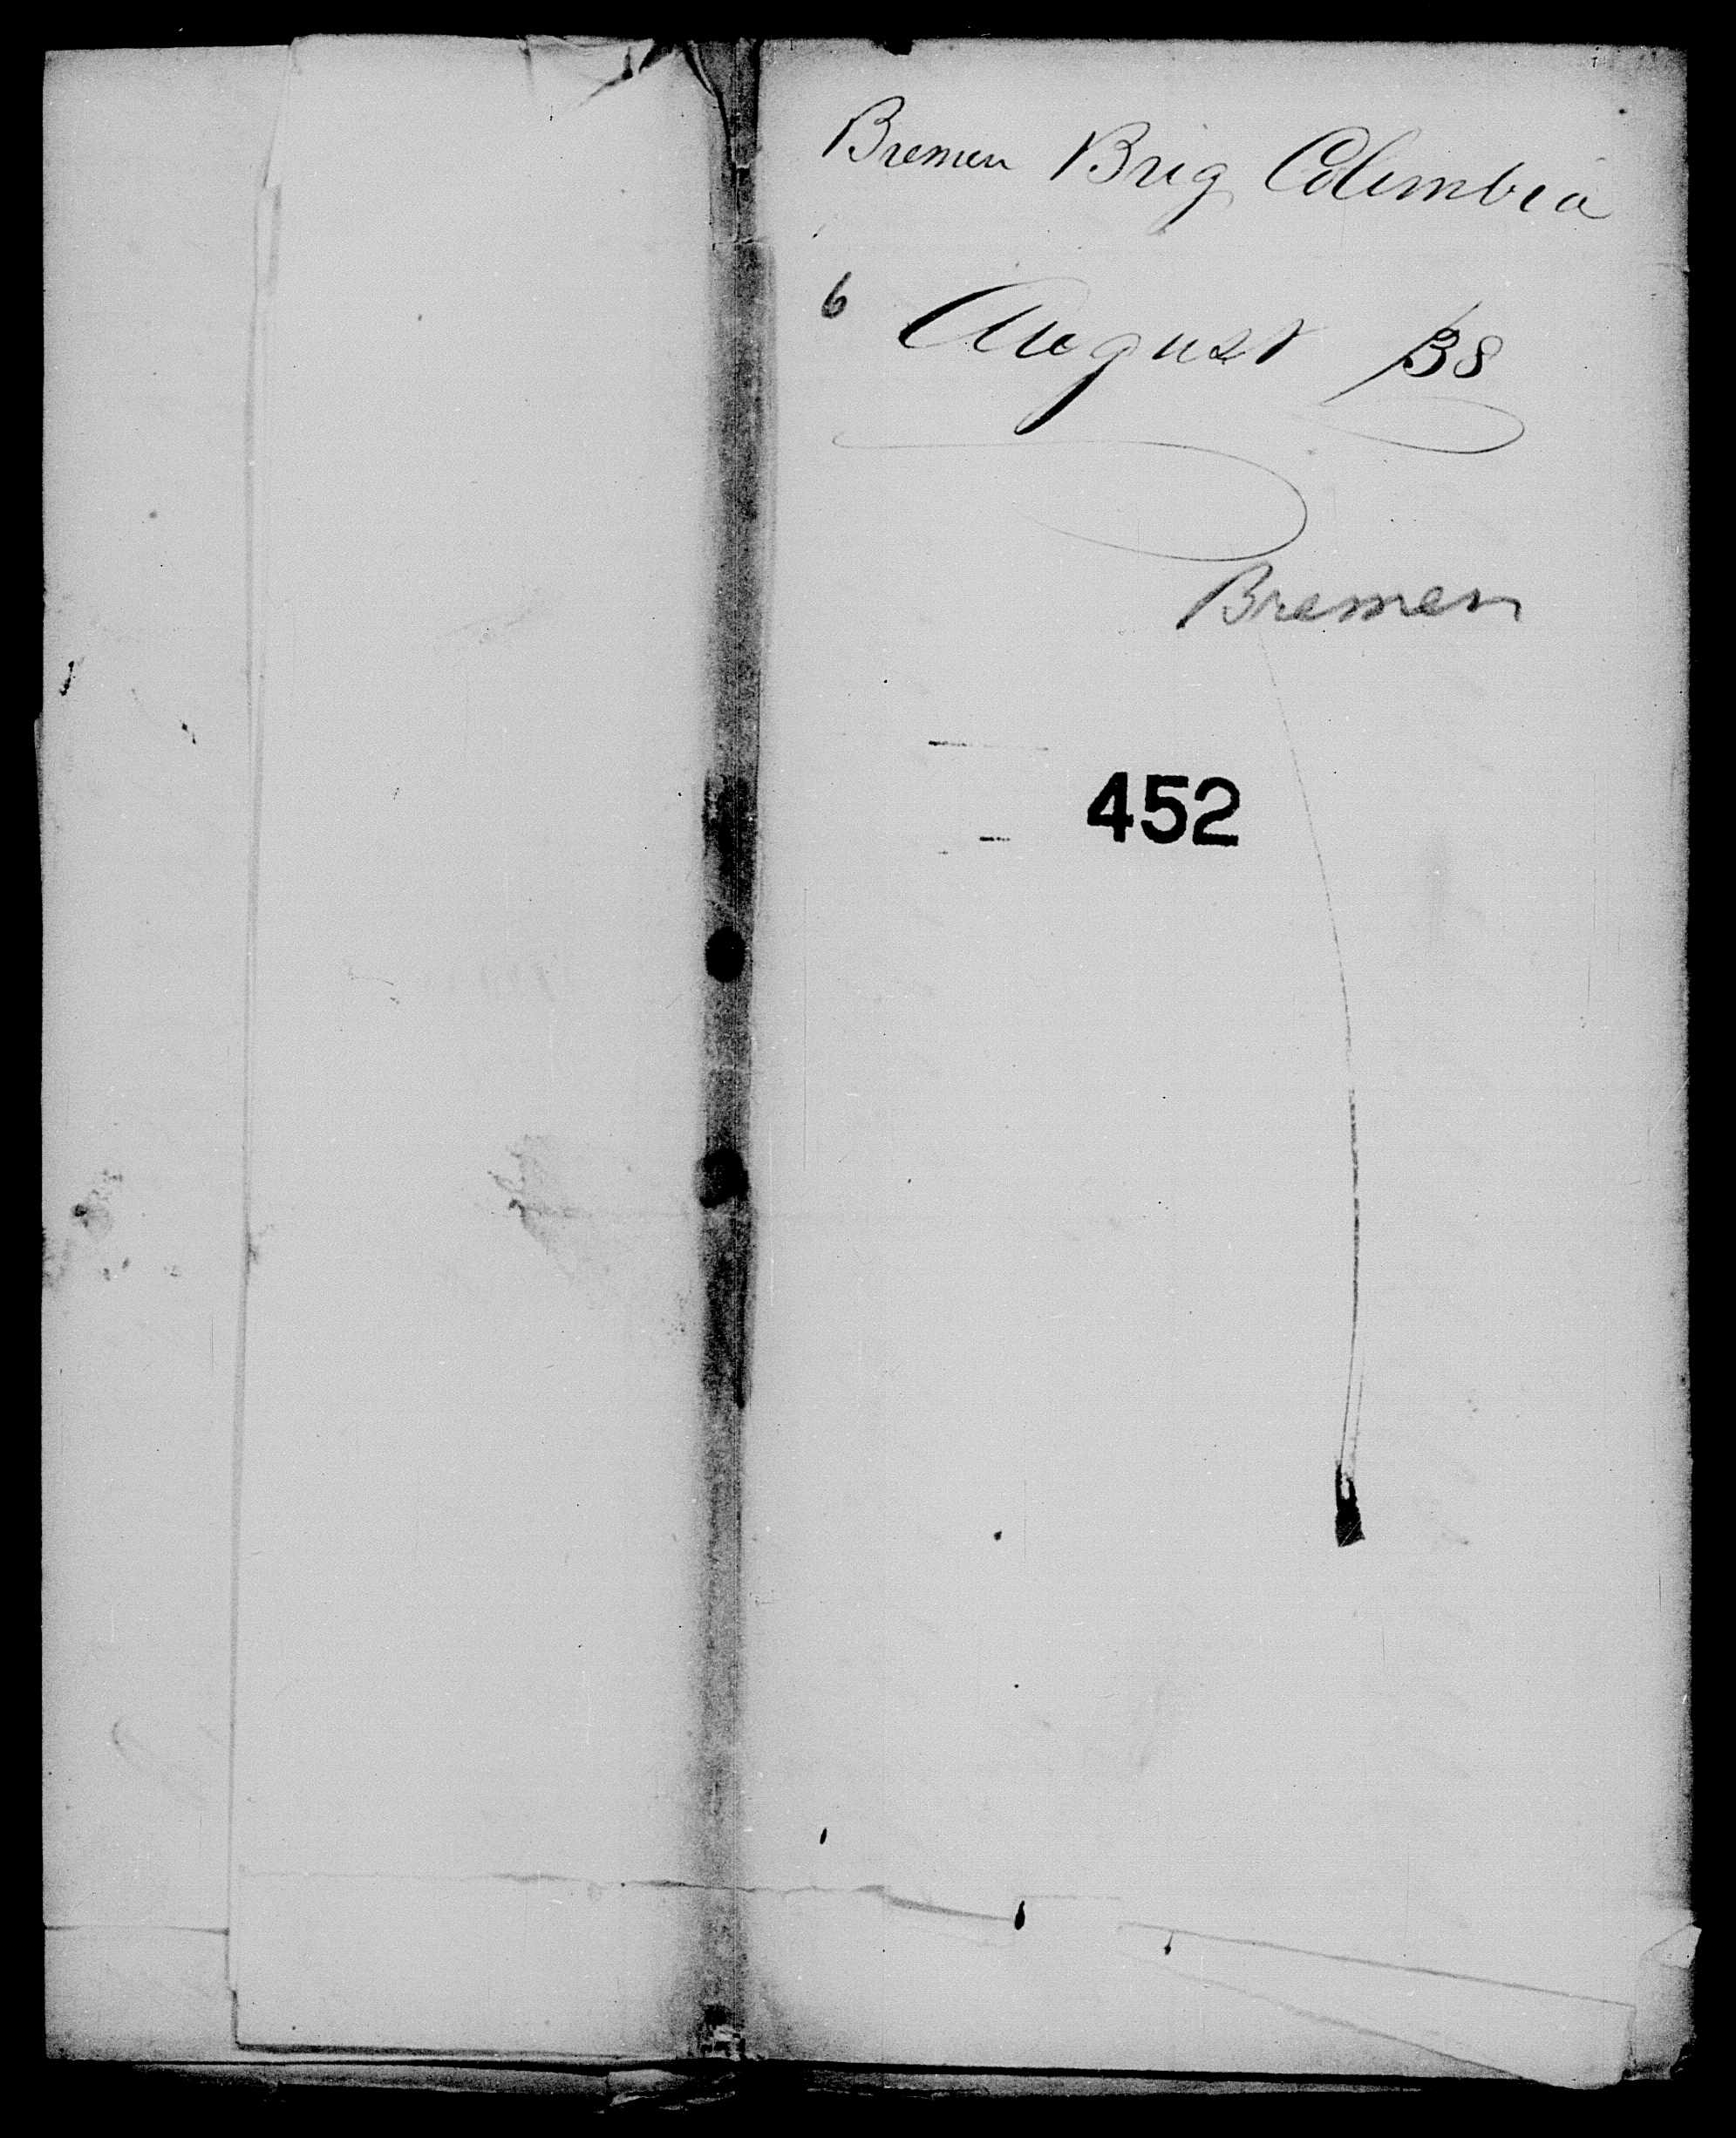 Bremen Brig Columbia
6 August /38
Bremen
452